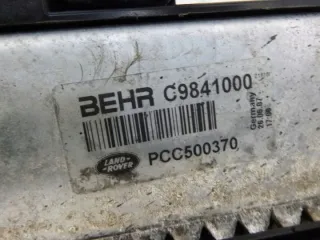 BEHR C9841000
Germany
LAND-
ROVER
PCC500370